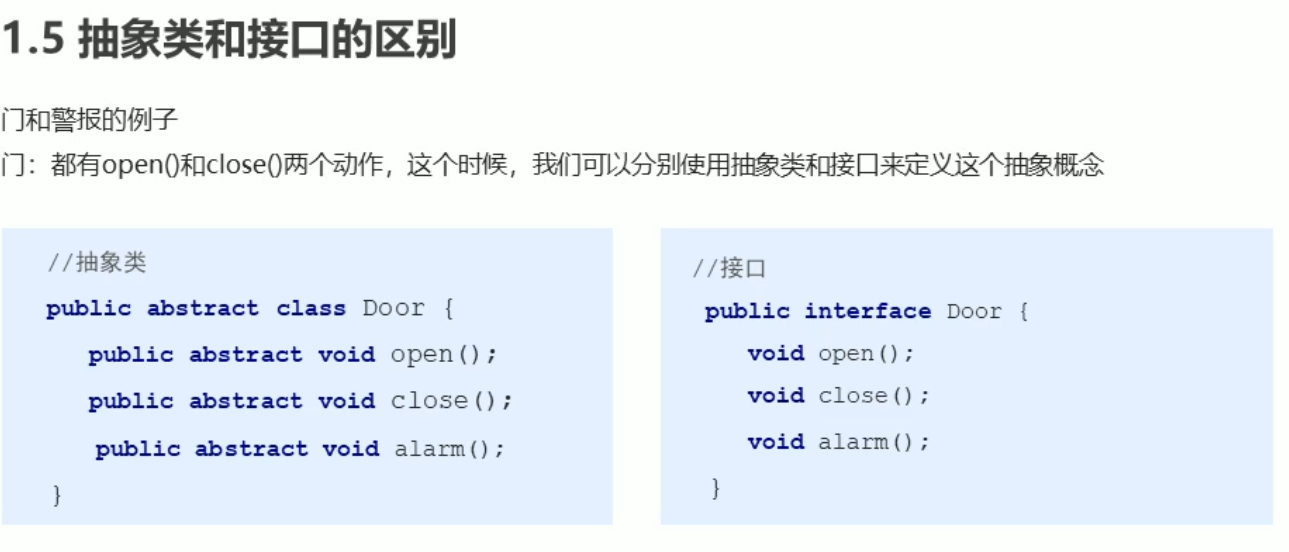 1.5 抽象类和接口的区别
门和警报的例子
门：都有open()和close()两个动作，这个时候，我们可以分别使用抽象类和接口来定义这个抽象概念
//抽象类
public abstract class Door {
public abstract void open();
public abstract void close();
public abstract void alarm();
}
//接口
public interface Door {
void open();
void close();
void alarm();
}